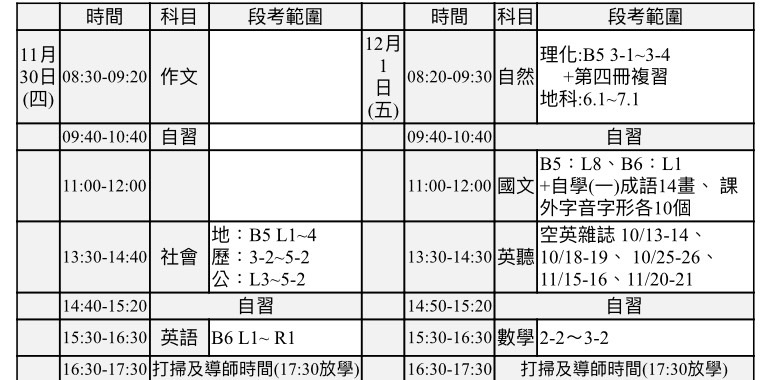 時間 科目 段考範圍 時間 科目 段考範圍
11月
30日
(四)
08:30-09:20 作文
12月
1
日
(五)
08:20-09:30 自然
理化:B5 3-1~3-4
+第四冊複習
地科:6.1~7.1
09:40-10:40 自習 09:40-10:40 自習
11:00-12:00 11:00-12:00 國文
B5：L8、B6：L1
+自學(一)成語14畫、 課
外字音字形各10個
13:30-14:40 社會
地：B5 L1~4
歷：3-2~5-2
公：L3~5-2
13:30-14:30 英聽
空英雜誌 10/13-14、
10/18-19、 10/25-26、
11/15-16、11/20-21
14:40-15:20 自習 14:50-15:20 自習
15:30-16:30 英語 B6 L1~ R1 15:30-16:30 數學 2-2～3-2
16:30-17:30 打掃及導師時間(17:30放學) 16:30-17:30 打掃及導師時間(17:30放學)